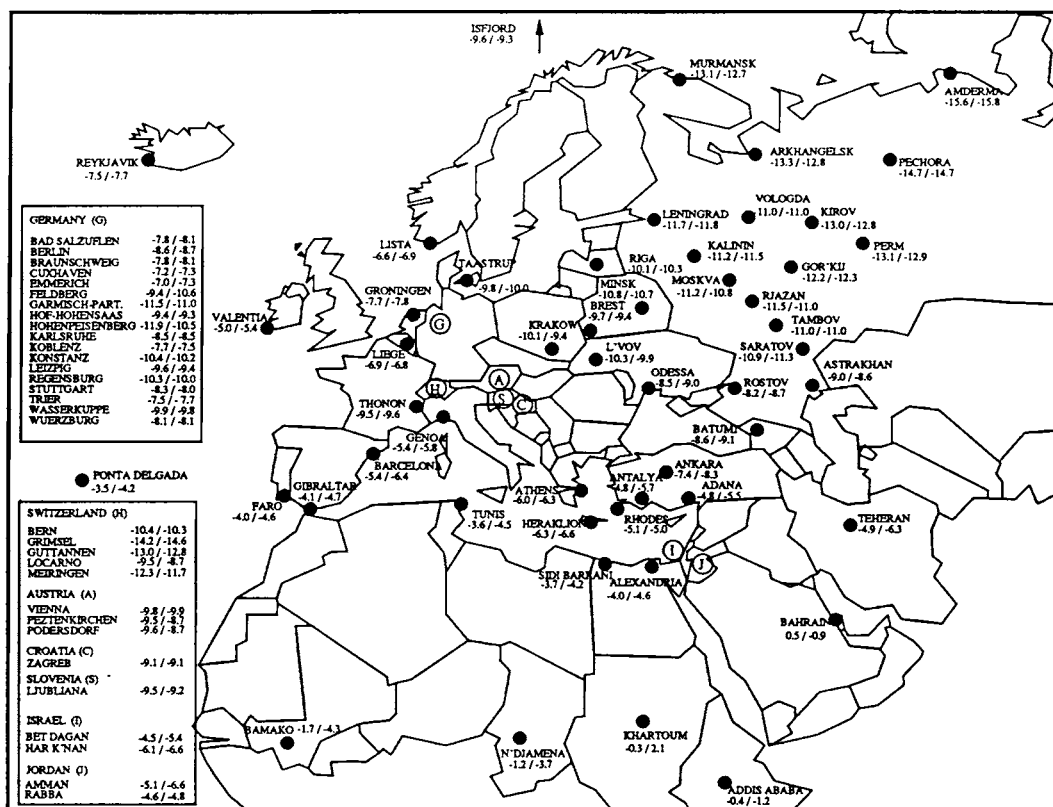 ISFJORD
-9.6 / -9.3
MURMANSK
-13.1 / -12.7
AMDERMA
-15.6 / -15.8
REYKJAVIK
-7.5 / -7.7
ARKHANGELSK
-13.3 / -12.8
PECHORA
-14.7 / -14.7
VOLOGDA
-11.0 / -11.0
LENINGRAD
-11.7 / -11.8
KIROV
-13.0 / -12.8
LISTA
-6.6 / -6.9
KALININ
-11.2 / -11.5
PERM
-13.1 / -12.9
RIGA
-10.1 / -10.3
GOR'KIJ
-12.2 / -12.3
TAASTRUP
-9.8 / -10.0
MOSKVA
-11.2 / -10.8
MINSK
-10.8 / -10.7
GRONINGEN
-7.7 / -7.8
RJAZAN
-11.5 / -11.0
BREST
-9.7 / -9.4
VALENTIA
-5.0 / -5.4
G
TAMBOV
-11.0 / -11.0
KRAKOW
-10.1 / -9.4
LIEGE
-6.9 / -6.8
L'VOV
-10.3 / -9.9
SARATOV
-10.9 / -11.3
A
H
S
C
ODESSA
-8.5 / -9.0
ROSTOV
-8.2 / -8.7
ASTRAKHAN
-9.0 / -8.6
THONON
-9.5 / -9.6
GENOA
-5.4 / -5.8
BATUMI
-8.6 / -9.1
BARCELONA
-5.4 / -6.4
ANKARA
-7.4 / -8.3
PONTA DELGADA
-3.5 / -4.2
GIBRALTAR
-4.1 / -4.7
FARO
-4.0 / -4.6
TUNIS
-3.6 / -4.5
ATHENS
-6.0 / -6.3
ANTALYA
-4.8 / -5.7
ADANA
-4.8 / -5.5
HERAKLION
-6.3 / -6.6
RHODES
-5.1 / -5.0
TEHERAN
-4.9 / -6.3
I
J
SIDI BARRANI
-3.7 / -4.2
ALEXANDRIA
-4.0 / -4.6
BAHRAIN
0.5 / -0.9
BAMAKO
-1.7 / -4.3
N'DJAMENA
-1.2 / -3.7
KHARTOUM
-0.3 / 2.1
ADDIS ABABA
-0.4 / -1.2
GERMANY (G)
BAD SALZUFLEN -7.8 / -8.1
BERLIN -8.6 / -8.7
BRAUNSCHWEIG -7.8 / -8.1
CUXHAVEN -7.2 / -7.3
EMMERICH -7.0 / -7.3
FELDBERG -9.4 / -10.6
GARMISCH-PART. -11.5 / -11.0
HOF-HOHENSAAS -9.4 / -9.3
HOHENPEISENBERG -11.9 / -10.5
KARLSRUHE -8.5 / -8.5
KOBLENZ -7.7 / -7.5
KONSTANZ -10.4 / -10.2
LEIPZIG -9.6 / -9.4
REGENSBURG -10.3 / -10.0
STUTTGART -8.3 / -8.0
TRIER -7.5 / -7.7
WASSERKUPPE -9.9 / -9.8
WUERZBURG -8.1 / -8.1
SWITZERLAND (H)
BERN -10.4 / -10.3
GRIMSEL -14.2 / -14.6
GUTTANNEN -13.0 / -12.8
LOCARNO -9.5 / -8.7
MEIRINGEN -12.3 / -11.7
AUSTRIA (A)
VIENNA -9.8 / -9.9
PEZTENKIRCHEN -9.5 / -8.7
PODERSDORF -9.6 / -8.7
CROATIA (C)
ZAGREB -9.1 / -9.1
SLOVENIA (S)
LJUBLIANA -9.5 / -9.2
ISRAEL (I)
BET DAGAN -4.5 / -5.4
HAR K'NAN -6.1 / -6.6
JORDAN (J)
AMMAN -5.1 / -6.6
RABBA -4.6 / -4.8